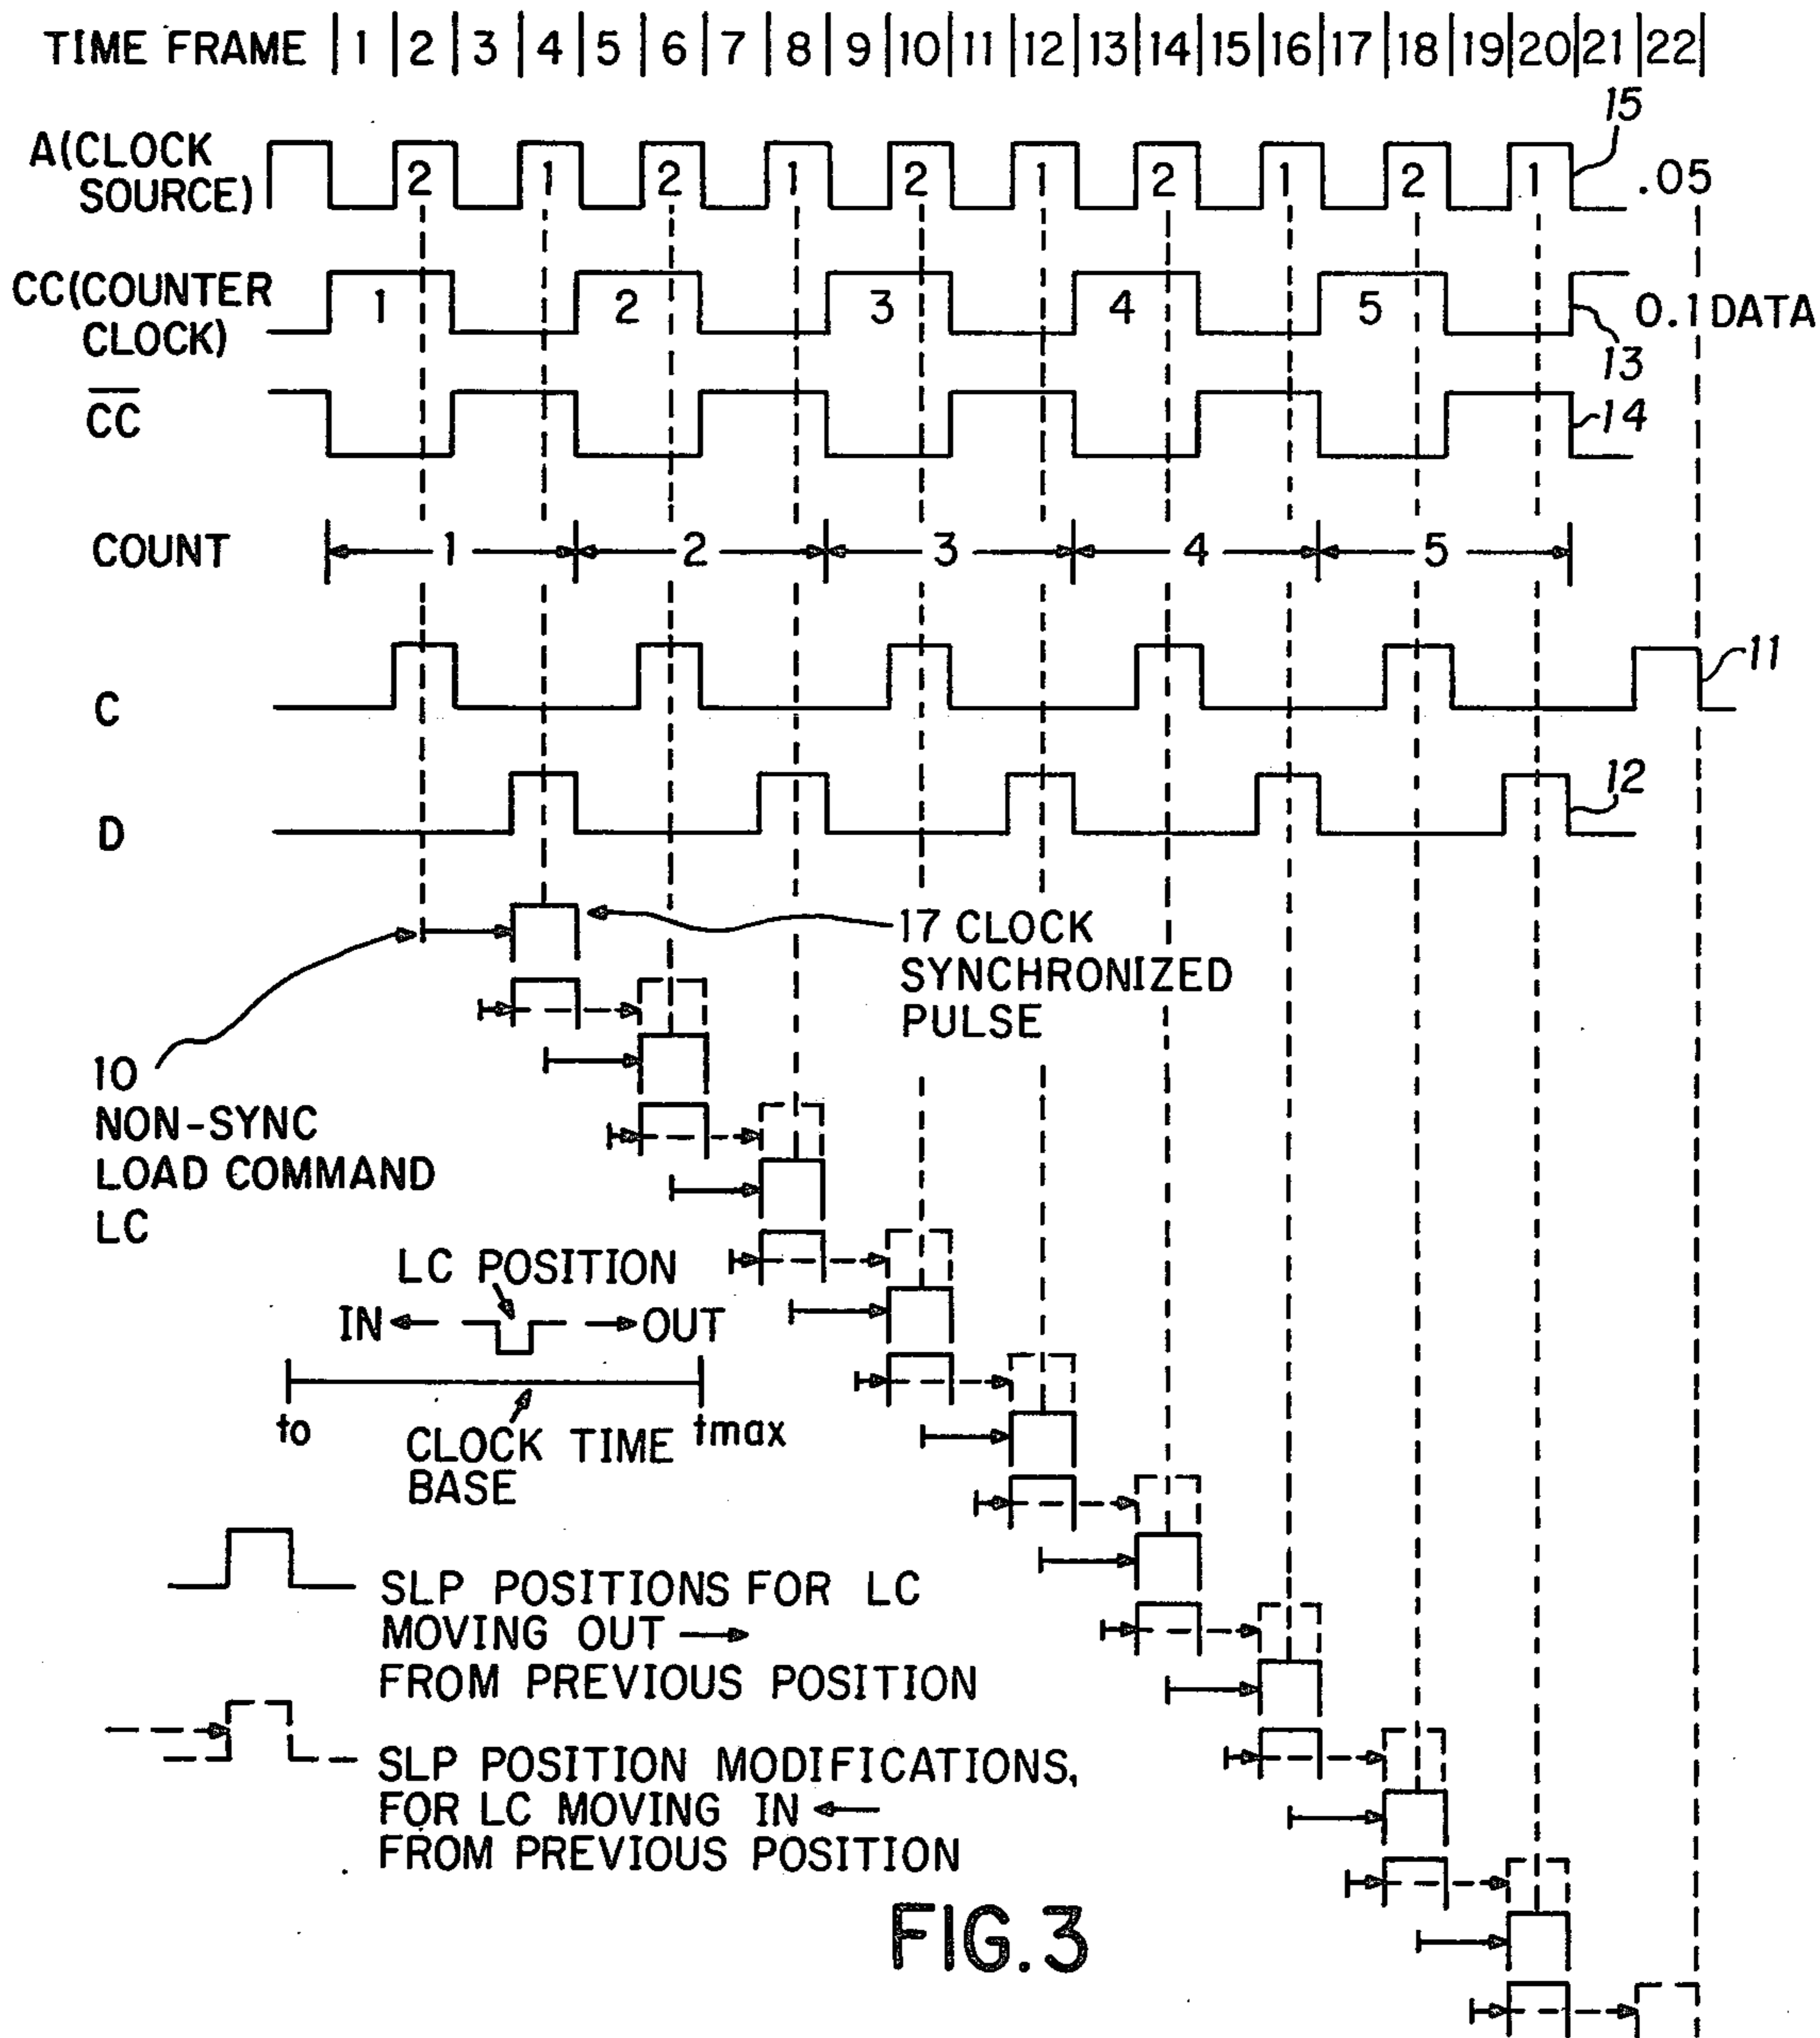 TIME FRAME |1|2|3|4|5|6|7|8|9|10|11|12|13|14|15|16|17|18|19|20|21|22|
15
A(CLOCK
SOURCE)
2 1 2 1 2 1 2 1 2 1 .05
CC(COUNTER
CLOCK)
1 2 3 4 5 0.1 DATA
13
C̅C̅
14
COUNT 1 2 3 4 5
C
11
D
12
17 CLOCK
SYNCHRONIZED
PULSE
10
NON-SYNC
LOAD COMMAND
LC
LC POSITION
IN OUT
to tmax
CLOCK TIME
BASE
SLP POSITIONS FOR LC
MOVING OUT
FROM PREVIOUS POSITION
SLP POSITION MODIFICATIONS,
FOR LC MOVING IN
FROM PREVIOUS POSITION
FIG. 3